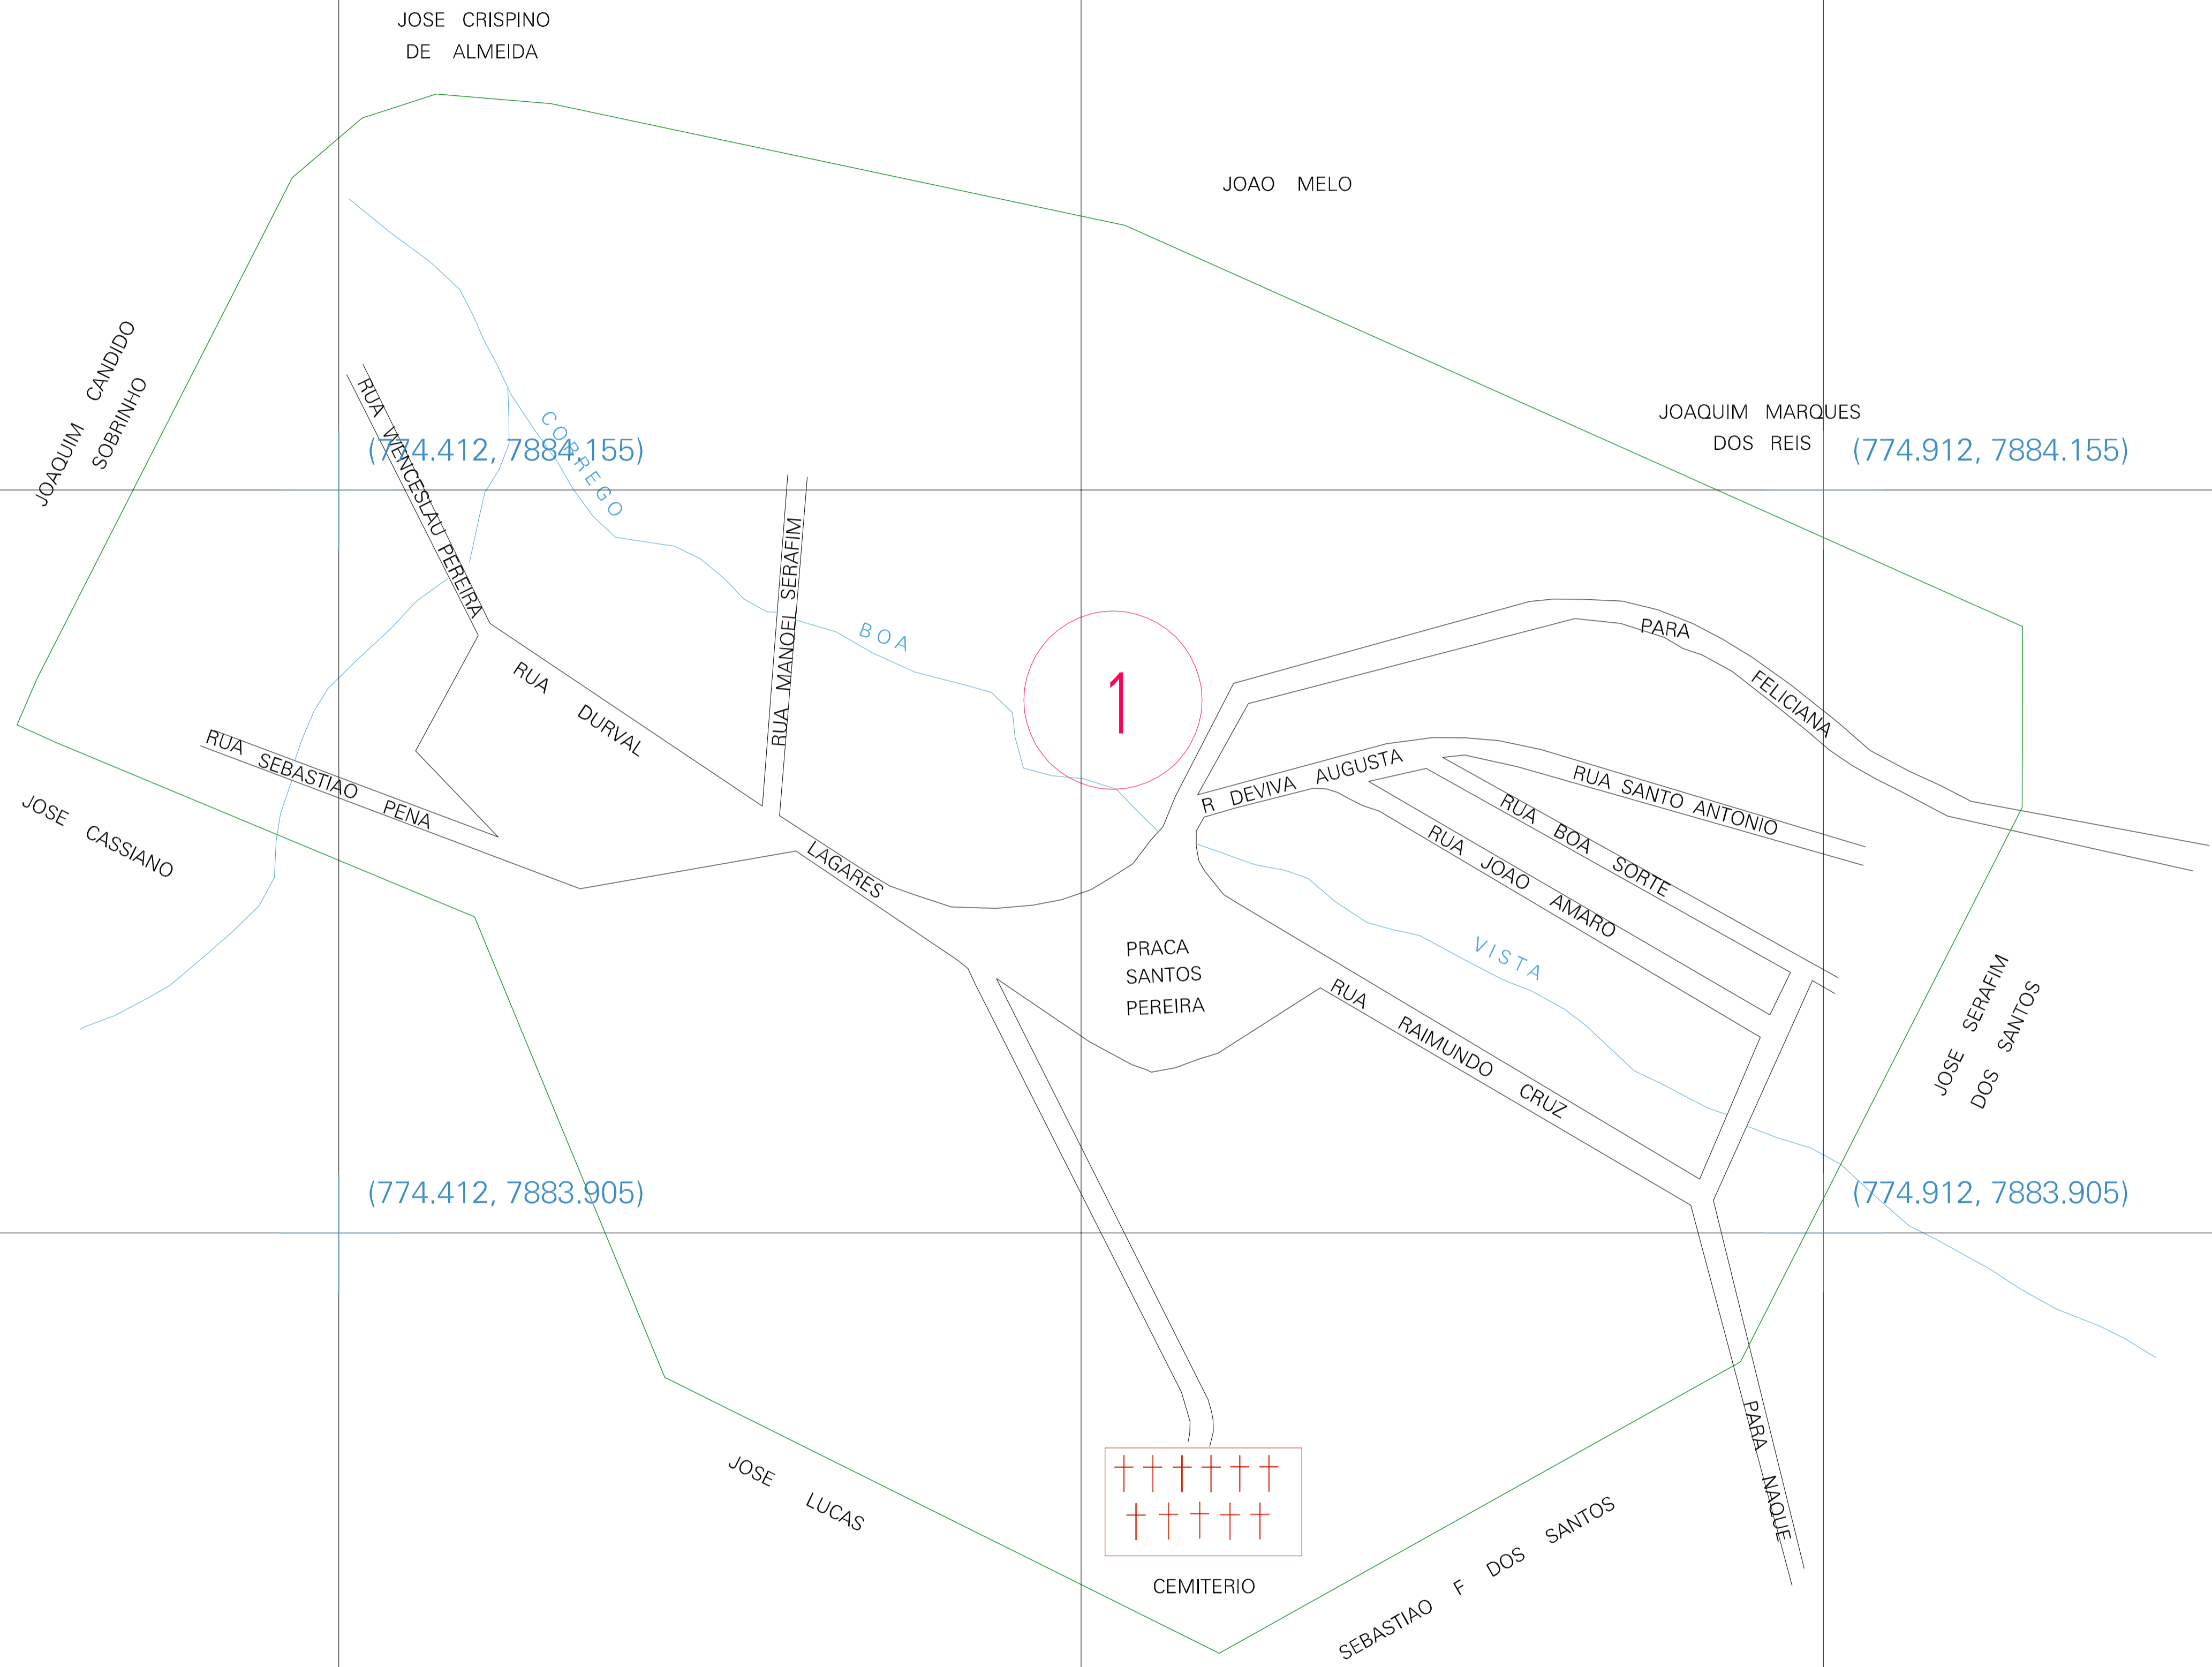 JOSE CRISPINO
DE ALMEIDA
JOAO MELO
JOAQUIM CANDIDO
SOBRINHO
JOAQUIM MARQUES
DOS REIS
(774.412, 7884.155)
(774.912, 7884.155)
RUA WENCESLAU PEREIRA
CORREGO
RUA MANOEL SERAFIM
BOA
1
PARA
FELICIANA
RUA
DURVAL
LAGARES
RUA SEBASTIAO PENA
JOSE CASSIANO
R DEVIVA AUGUSTA
RUA SANTO ANTONIO
RUA BOA SORTE
RUA JOAO AMARO
VISTA
PRACA
SANTOS
PEREIRA
RUA RAIMUNDO CRUZ
JOSE SERAFIM
DOS SANTOS
(774.412, 7883.905)
(774.912, 7883.905)
PARA NAQUE
JOSE LUCAS
CEMITERIO
SEBASTIAO F DOS SANTOS